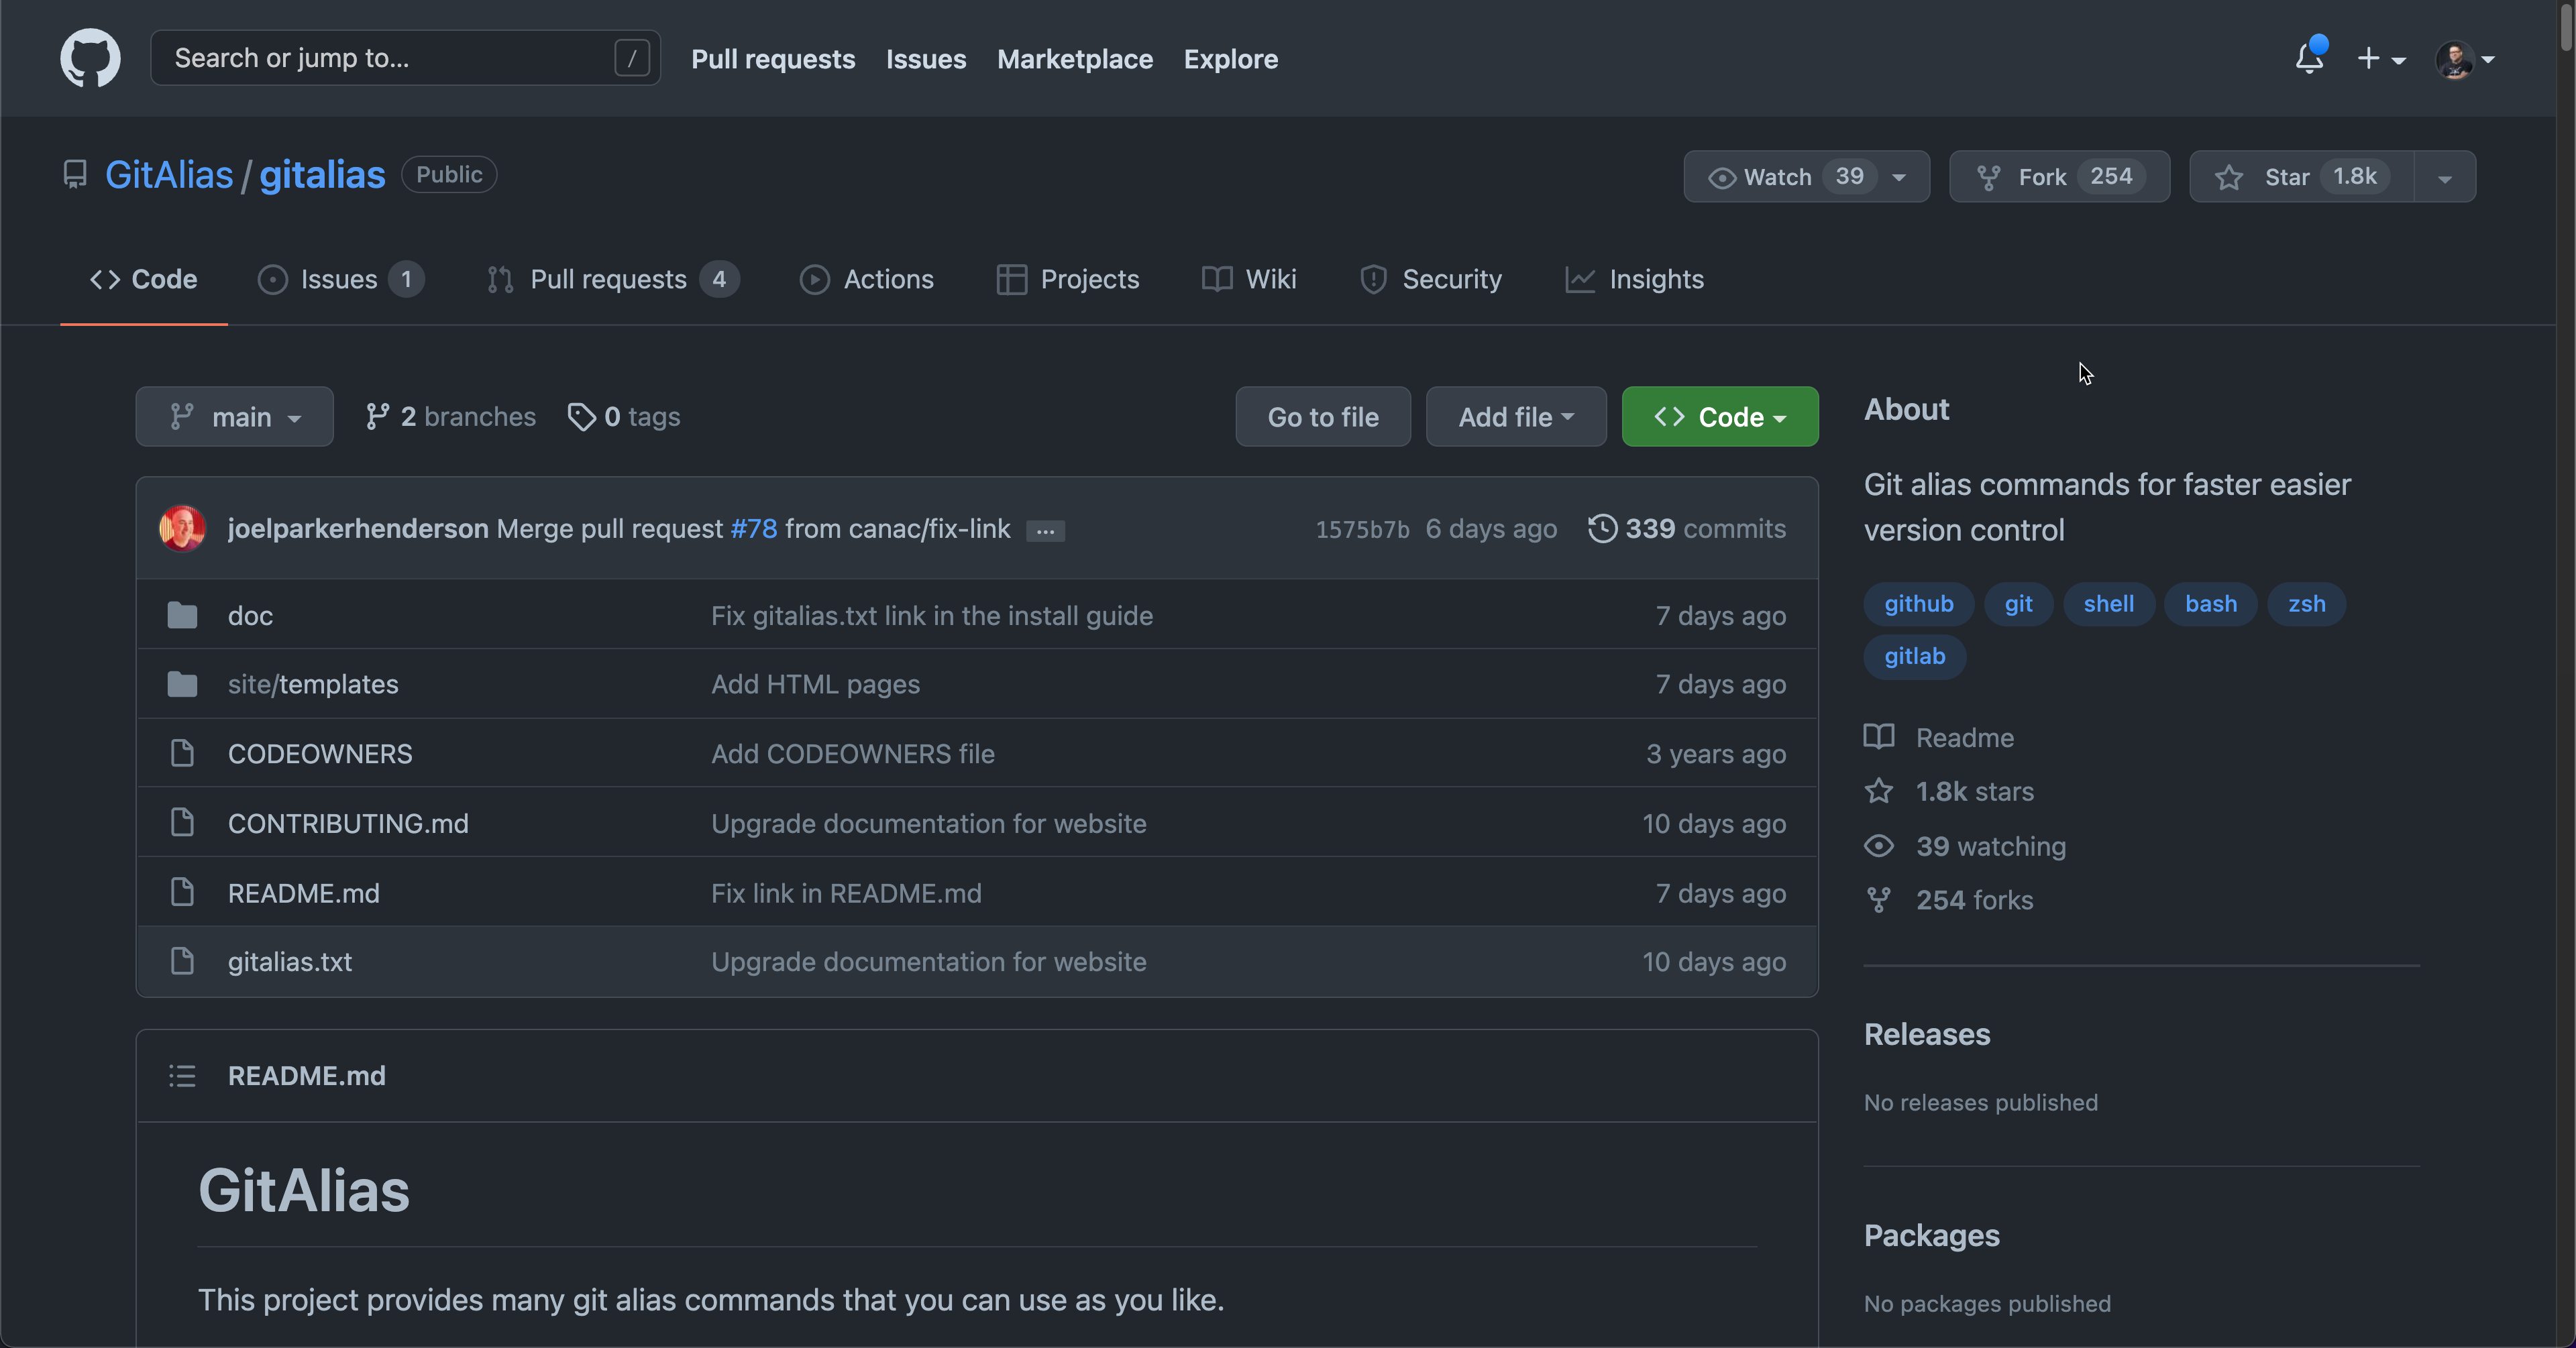 Search or jump to... /
Pull requests Issues Marketplace Explore
GitAlias / gitalias Public
Watch 39 Fork 254 Star 1.8k
Code Issues 1 Pull requests 4 Actions Projects Wiki Security Insights
main 2 branches 0 tags Go to file Add file Code
joelparkerhenderson Merge pull request #78 from canac/fix-link ... 1575b7b 6 days ago 339 commits
doc Fix gitalias.txt link in the install guide 7 days ago
site/templates Add HTML pages 7 days ago
CODEOWNERS Add CODEOWNERS file 3 years ago
CONTRIBUTING.md Upgrade documentation for website 10 days ago
README.md Fix link in README.md 7 days ago
gitalias.txt Upgrade documentation for website 10 days ago
README.md
GitAlias
This project provides many git alias commands that you can use as you like.
About
Git alias commands for faster easier
version control
github git shell bash zsh
gitlab
Readme
1.8k stars
39 watching
254 forks
Releases
No releases published
Packages
No packages published